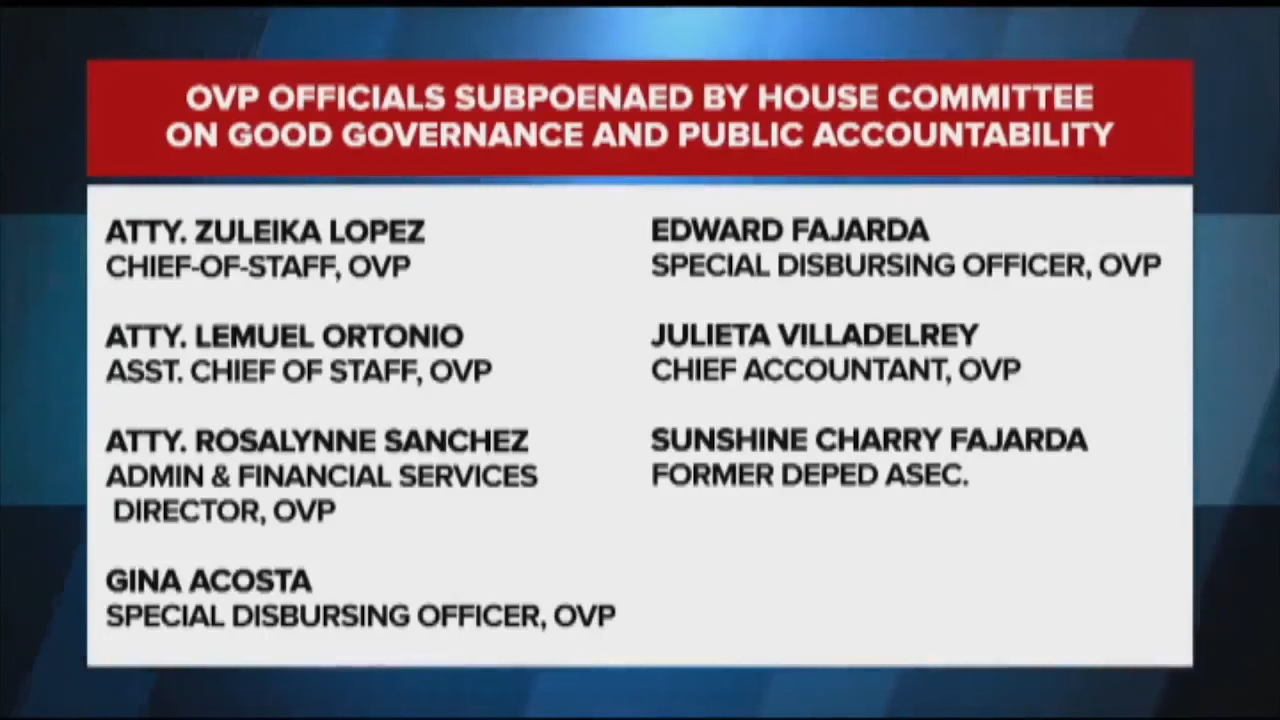 OVP OFFICIALS SUBPOENAED BY HOUSE COMMITTEE
ON GOOD GOVERNANCE AND PUBLIC ACCOUNTABILITY
ATTY. ZULEIKA LOPEZ
CHIEF-OF-STAFF, OVP
ATTY. LEMUEL ORTONIO
ASST. CHIEF OF STAFF, OVP
ATTY. ROSALYNNE SANCHEZ
ADMIN & FINANCIAL SERVICES
DIRECTOR, OVP
GINA ACOSTA
SPECIAL DISBURSING OFFICER, OVP
EDWARD FAJARDA
SPECIAL DISBURSING OFFICER, OVP
JULIETA VILLADELREY
CHIEF ACCOUNTANT, OVP
SUNSHINE CHARRY FAJARDA
FORMER DEPED ASEC.